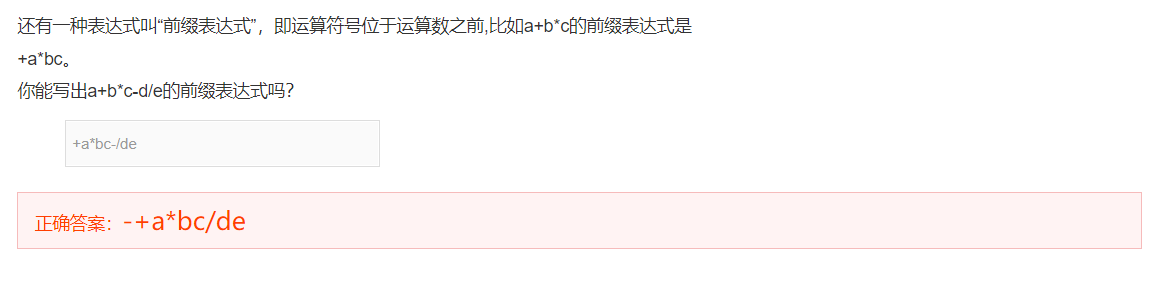 还有一种表达式叫“前缀表达式”，即运算符号位于运算数之前,比如a+b*c的前缀表达式是
+a*bc。
你能写出a+b*c-d/e的前缀表达式吗?
+a*bc-/de
正确答案：-+a*bc/de